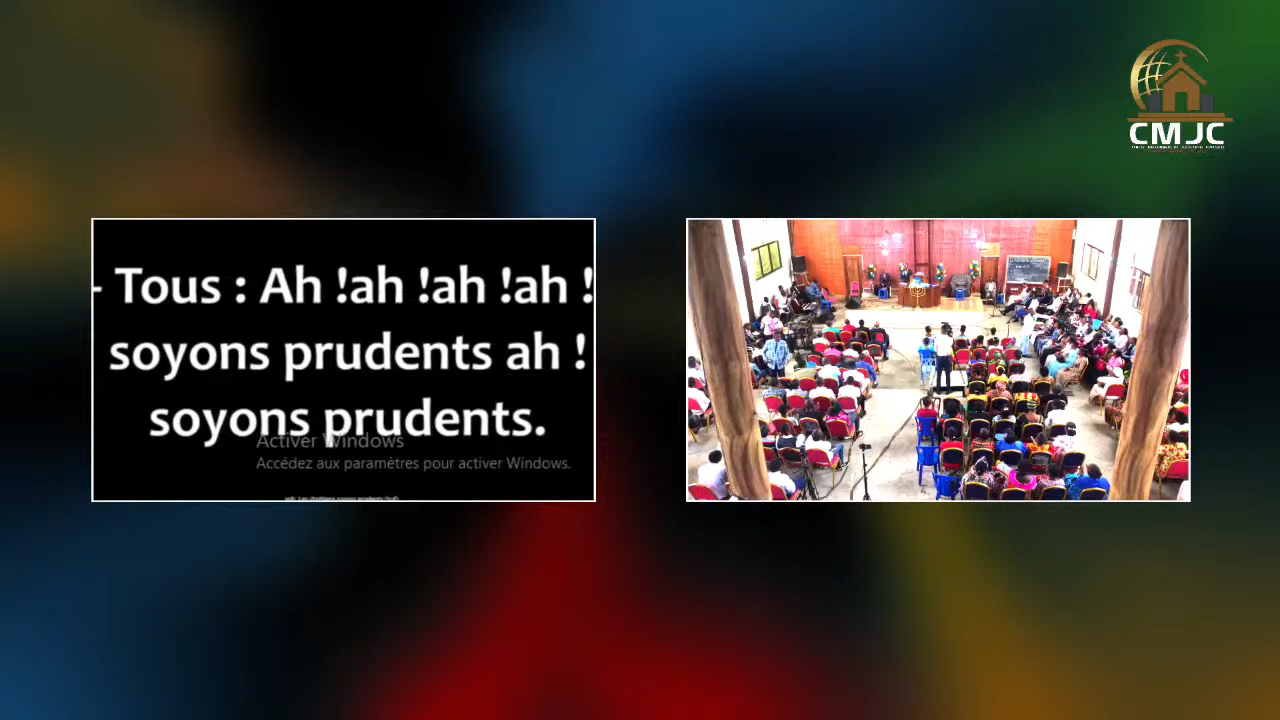 CMJC
- Tous : Ah !ah !ah !ah !
soyons prudents ah !
soyons prudents.
Activer Windows
Accédez aux paramètres pour activer Windows.